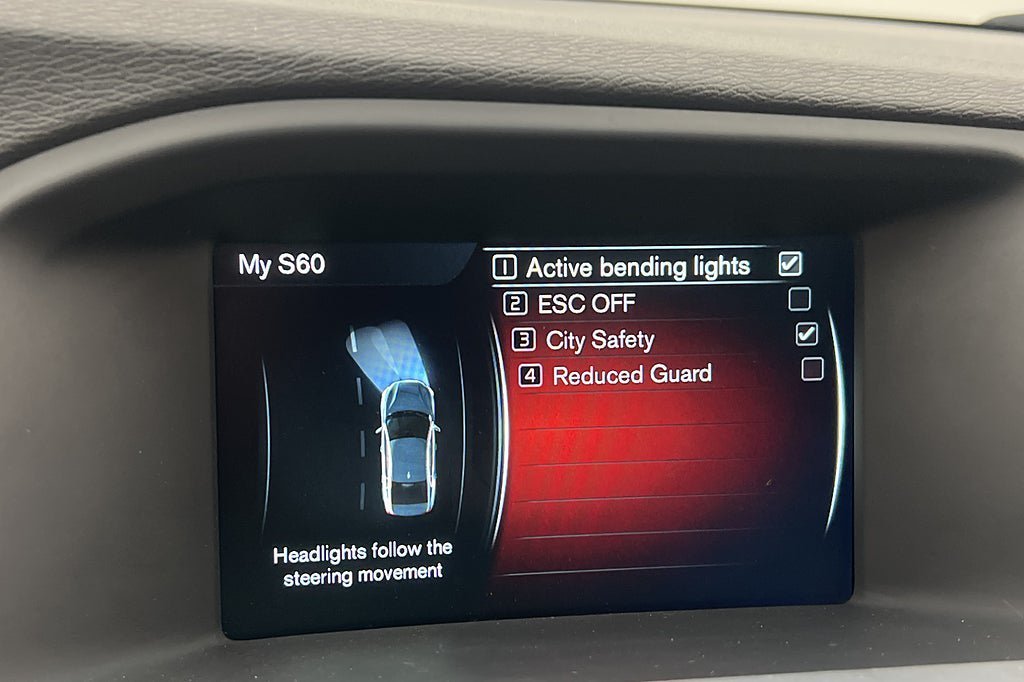 My S60
1 Active bending lights
2 ESC OFF
3 City Safety
4 Reduced Guard
Headlights follow the
steering movement